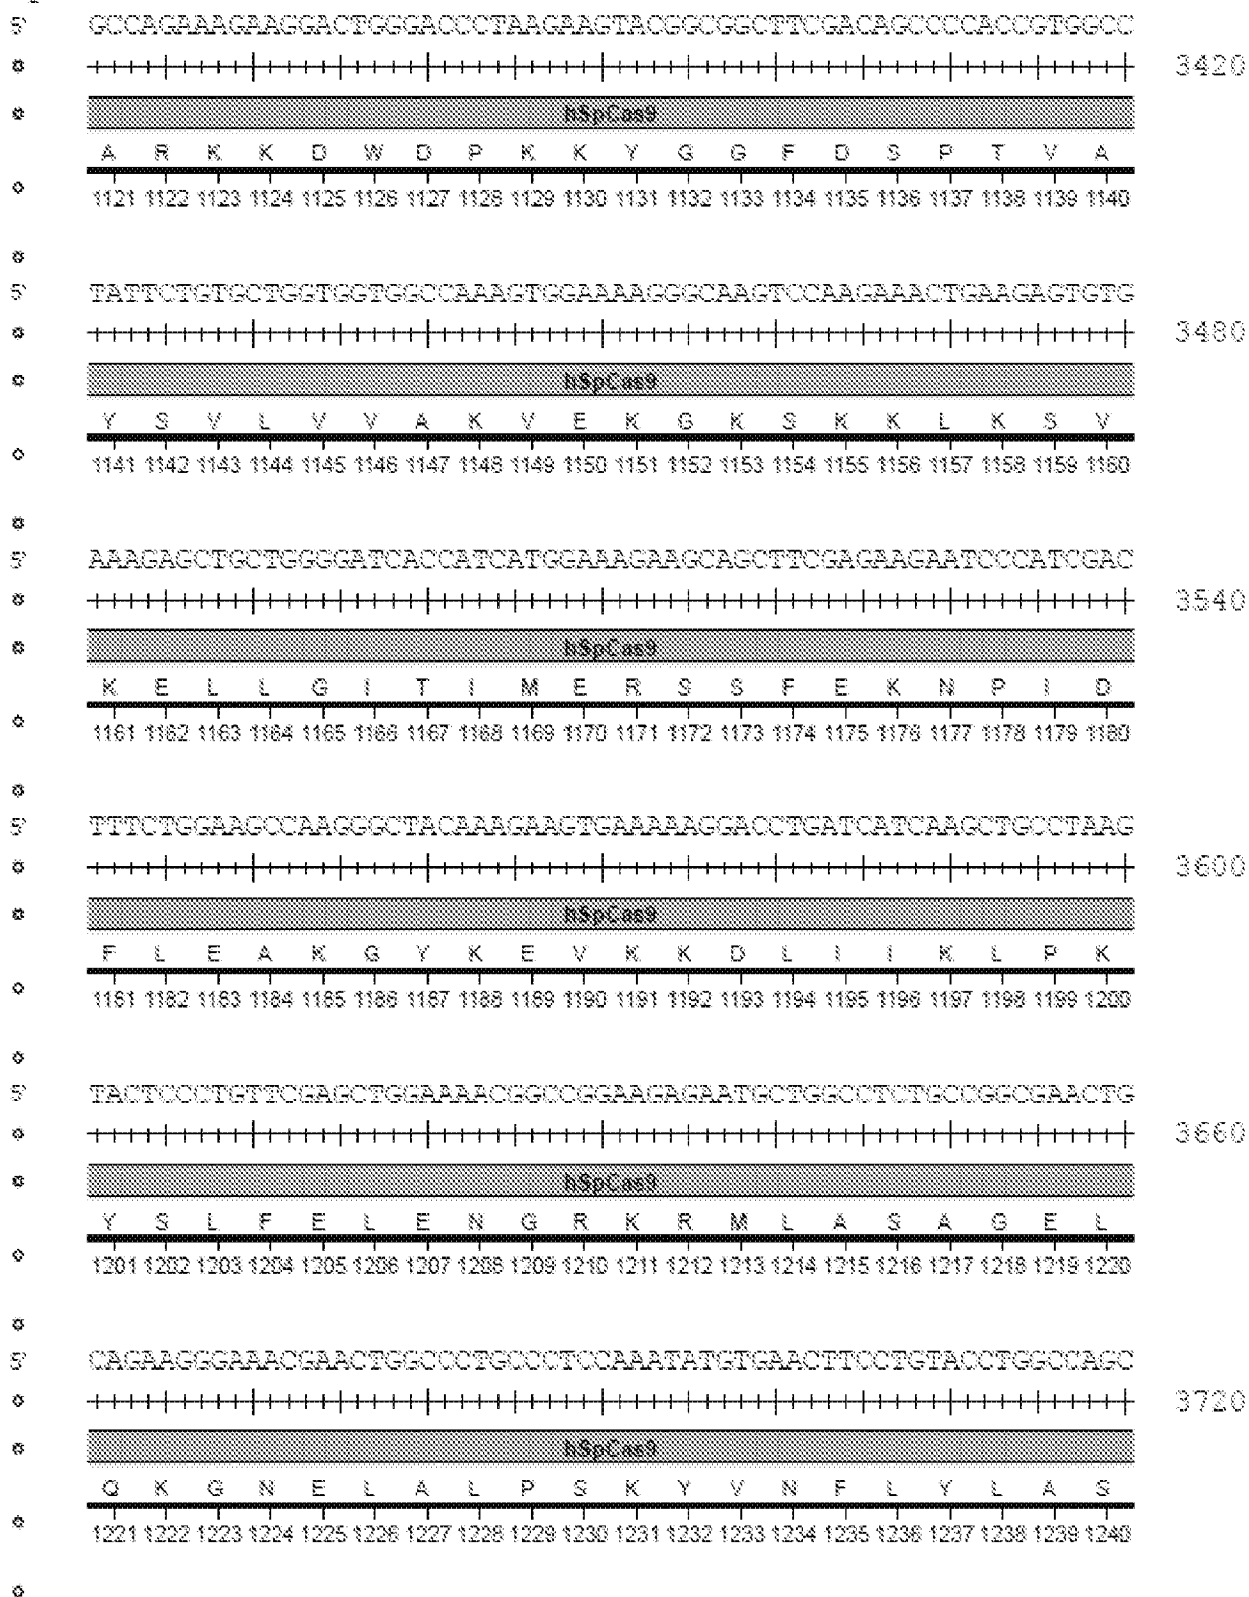 5' GCCAGAAAGAAGGACTGGGACCCTAAGAAGTACGGCGGCTTCGACAGCCCCACCGTGGCC
3420
hSpCas9
A R K K D W D P K K Y G G F D S P T V A
1121 1122 1123 1124 1125 1126 1127 1128 1129 1130 1131 1132 1133 1134 1135 1136 1137 1138 1139 1140
5' TATTCTGTGCTGGTGGTGGCCAAAGTGGAAAAGGGCAAGTCCAAGAAACTGAAGAGTGTG
3480
hSpCas9
Y S V L V V A K V E K G K S K K L K S V
1141 1142 1143 1144 1145 1146 1147 1148 1149 1150 1151 1152 1153 1154 1155 1156 1157 1158 1159 1160
5' AAAGAGCTGCTGGGGATCACCATCATGGAAAGAAGCAGCTTCGAGAAGAATCCCATCGAC
3540
hSpCas9
K E L L G I T I M E R S S F E K N P I D
1161 1162 1163 1164 1165 1166 1167 1168 1169 1170 1171 1172 1173 1174 1175 1176 1177 1178 1179 1180
5' TTTCTGGAAGCCAAGGGCTACAAAGAAGTGAAAAAGGACCTGATCATCAAGCTGCCTAAG
3600
hSpCas9
F L E A K G Y K E V K K D L I I K L P K
1181 1182 1183 1184 1185 1186 1187 1188 1189 1190 1191 1192 1193 1194 1195 1196 1197 1198 1199 1200
5' TACTCCCTGTTCGAGCTGGAAAACGGCCGGAAGAGAATGCTGGCCTCTGCCGGCGAACTG
3660
hSpCas9
Y S L F E L E N G R K R M L A S A G E L
1201 1202 1203 1204 1205 1206 1207 1208 1209 1210 1211 1212 1213 1214 1215 1216 1217 1218 1219 1220
5' CAGAAGGGAAACGAACTGGCCCTGCCCTCCAAATATGTGAACTTCCTGTACCTGGCCAGC
3720
hSpCas9
Q K G N E L A L P S K Y V N F L Y L A S
1221 1222 1223 1224 1225 1226 1227 1228 1229 1230 1231 1232 1233 1234 1235 1236 1237 1238 1239 1240